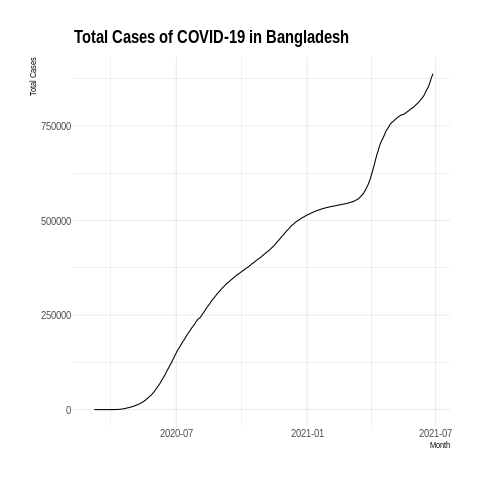 Total Cases of COVID-19 in Bangladesh
Total Cases
750000
500000
250000
0
2020-07 2021-01 2021-07
Month